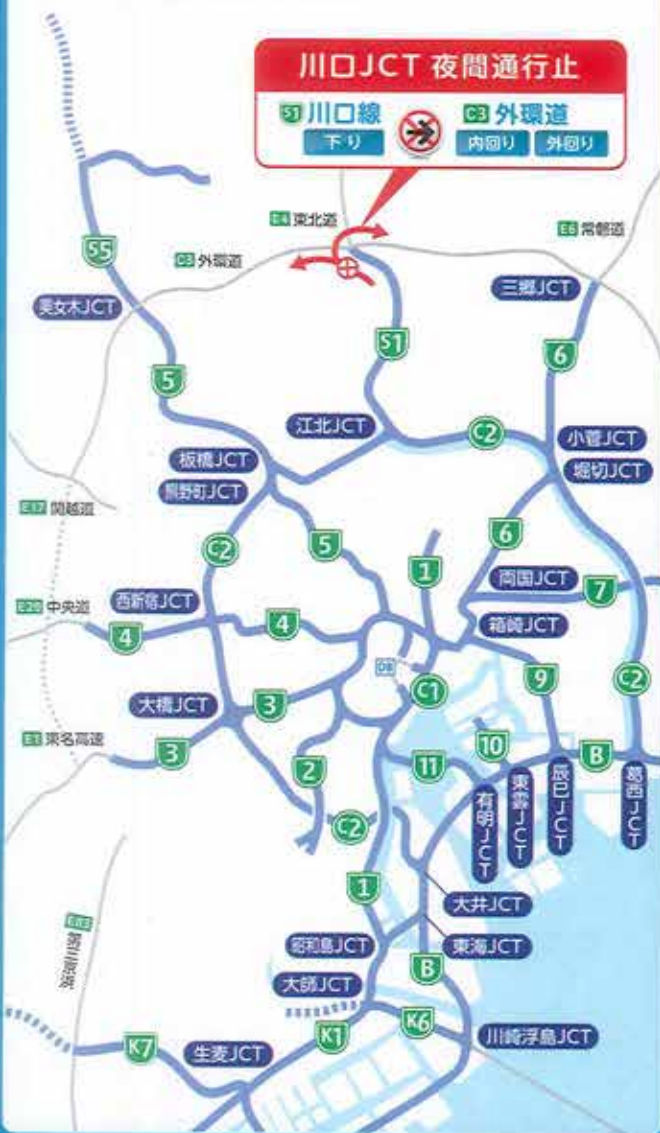 川口JCT 夜間通行止
S1 川口線 C3 外環道
下り 内回り 外回り
E4 東北道
E6 常磐道
S5
C3 外環道
三郷JCT
美女木JCT
S1
6
5
江北JCT
C2
小菅JCT
板橋JCT
堀切JCT
熊野町JCT
E17 関越道
6
C2
5
1
両国JCT
7
E20 中央道
西新宿JCT
4
4
箱崎JCT
D8
9
C2
C1
大橋JCT
3
10
E1 東名高速
3
11
B
2
有明JCT
東雲JCT
辰巳JCT
葛西JCT
C2
1
大井JCT
昭和島JCT
東海JCT
B
大師JCT
K1
K6
川崎浮島JCT
K7
生麦JCT